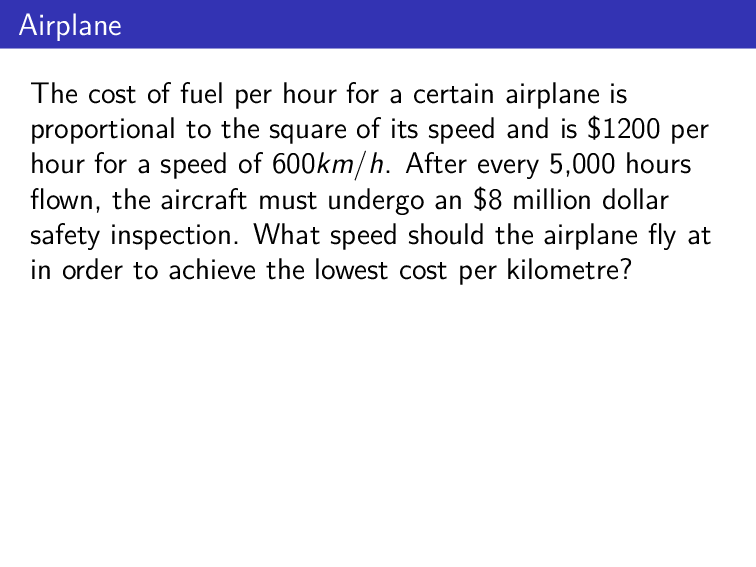 Airplane
The cost of fuel per hour for a certain airplane is
proportional to the square of its speed and is $1200 per
hour for a speed of 600km/h. After every 5,000 hours
flown, the aircraft must undergo an $8 million dollar
safety inspection. What speed should the airplane fly at
in order to achieve the lowest cost per kilometre?